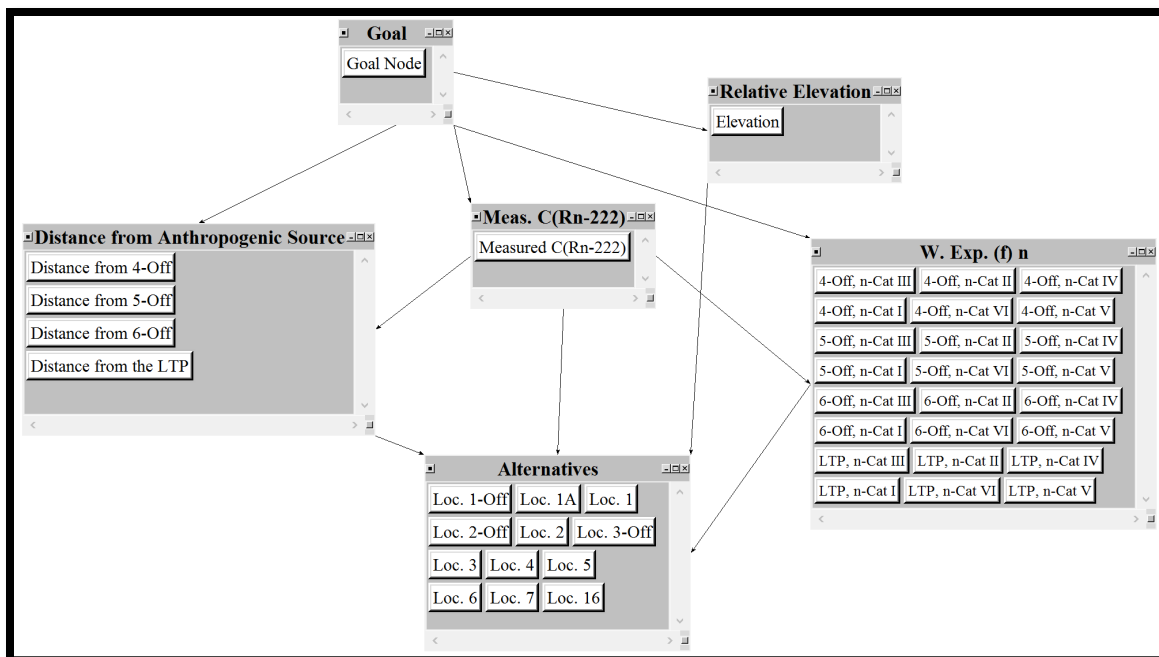 Goal
Goal Node
Relative Elevation
Elevation
Meas. C(Rn-222)
Measured C(Rn-222)
Distance from Anthropogenic Source
Distance from 4-Off
Distance from 5-Off
Distance from 6-Off
Distance from the LTP
W. Exp. (f) n
4-Off, n-Cat III 4-Off, n-Cat II 4-Off, n-Cat IV
4-Off, n-Cat I 4-Off, n-Cat VI 4-Off, n-Cat V
5-Off, n-Cat III 5-Off, n-Cat II 5-Off, n-Cat IV
5-Off, n-Cat I 5-Off, n-Cat VI 5-Off, n-Cat V
6-Off, n-Cat III 6-Off, n-Cat II 6-Off, n-Cat IV
6-Off, n-Cat I 6-Off, n-Cat VI 6-Off, n-Cat V
LTP, n-Cat III LTP, n-Cat II LTP, n-Cat IV
LTP, n-Cat I LTP, n-Cat VI LTP, n-Cat V
Alternatives
Loc. 1-Off Loc. 1A Loc. 1
Loc. 2-Off Loc. 2 Loc. 3-Off
Loc. 3 Loc. 4 Loc. 5
Loc. 6 Loc. 7 Loc. 16